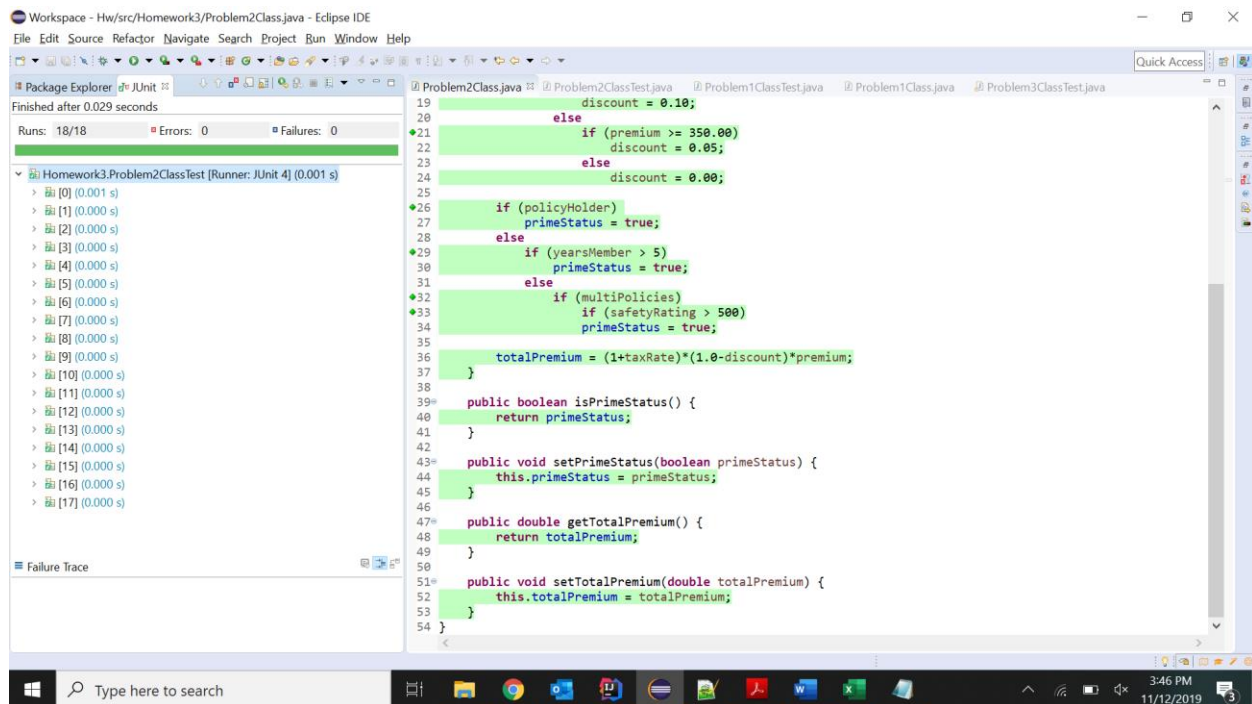 Workspace - Hw/src/Homework3/Problem2Class.java - Eclipse IDE
File Edit Source Refactor Navigate Search Project Run Window Help
Quick Access
Package Explorer JUnit
Finished after 0.029 seconds
Runs: 18/18 Errors: 0 Failures: 0
Homework3.Problem2ClassTest [Runner: JUnit 4] (0.001 s)
[0] (0.001 s)
[1] (0.000 s)
[2] (0.000 s)
[3] (0.000 s)
[4] (0.000 s)
[5] (0.000 s)
[6] (0.000 s)
[7] (0.000 s)
[8] (0.000 s)
[9] (0.000 s)
[10] (0.000 s)
[11] (0.000 s)
[12] (0.000 s)
[13] (0.000 s)
[14] (0.000 s)
[15] (0.000 s)
[16] (0.000 s)
[17] (0.000 s)
Failure Trace
Problem2Class.java Problem2ClassTest.java Problem1ClassTest.java Problem1Class.java Problem3ClassTest.java
19 discount = 0.10;
20 else
21 if (premium >= 350.00)
22 discount = 0.05;
23 else
24 discount = 0.00;
25
26 if (policyHolder)
27 primeStatus = true;
28 else
29 if (yearsMember > 5)
30 primeStatus = true;
31 else
32 if (multiPolicies)
33 if (safetyRating > 500)
34 primeStatus = true;
35
36 totalPremium = (1+taxRate)*(1.0-discount)*premium;
37 }
38
39 public boolean isPrimeStatus() {
40 return primeStatus;
41 }
42
43 public void setPrimeStatus(boolean primeStatus) {
44 this.primeStatus = primeStatus;
45 }
46
47 public double getTotalPremium() {
48 return totalPremium;
49 }
50
51 public void setTotalPremium(double totalPremium) {
52 this.totalPremium = totalPremium;
53 }
54 }
Type here to search
3:46 PM
11/12/2019
3